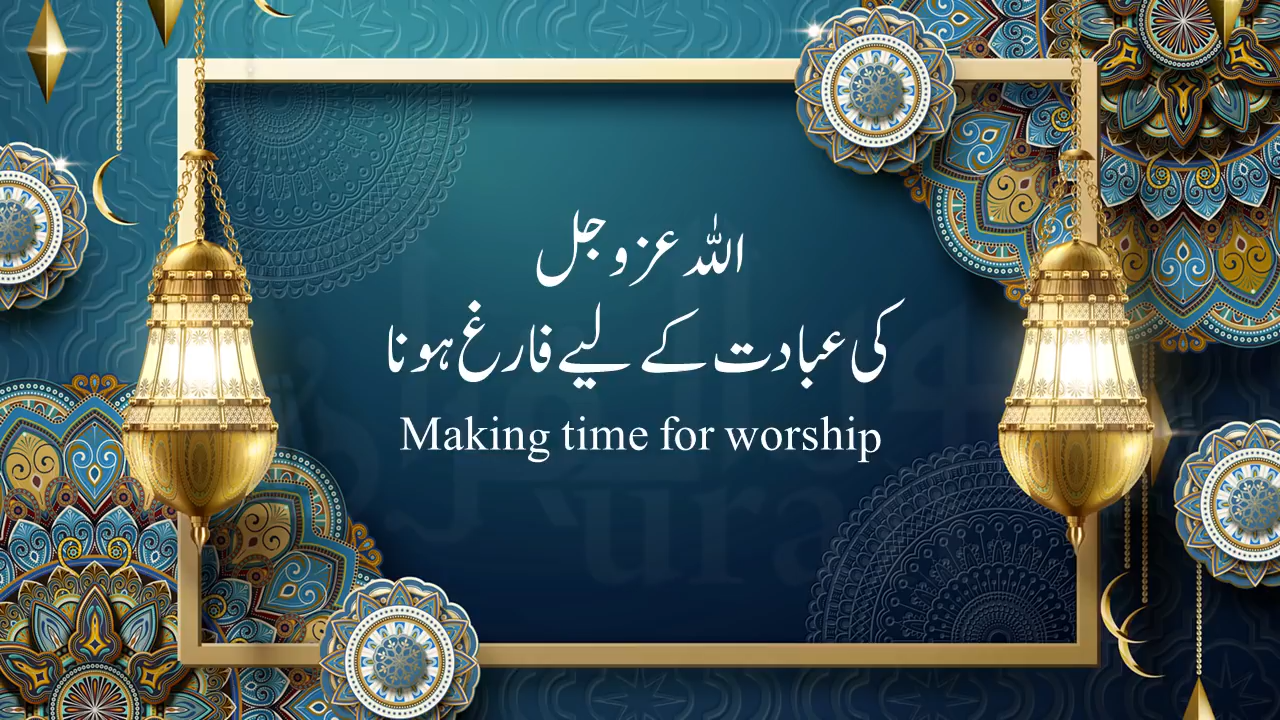 اللہ عزوجل
کی عبادت کے لیے فارغ ہونا
Making time for worship